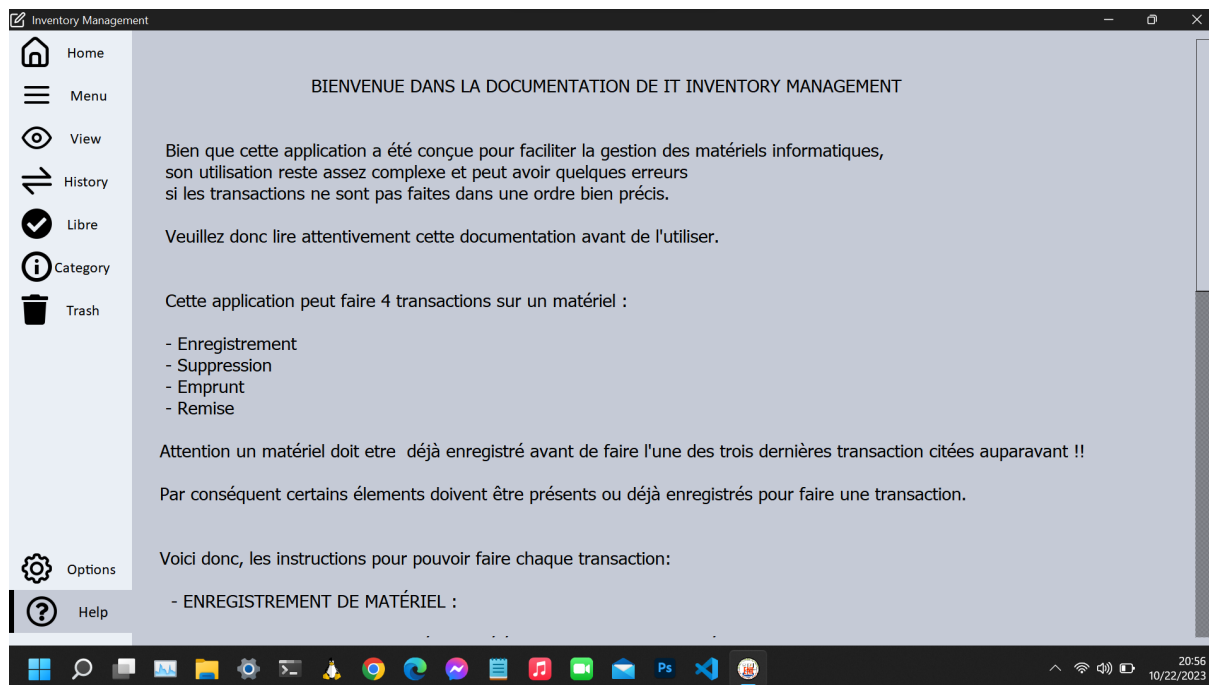 Inventory Management
Home
Menu
View
History
Libre
Category
Trash
Options
Help
BIENVENUE DANS LA DOCUMENTATION DE IT INVENTORY MANAGEMENT
Bien que cette application a été conçue pour faciliter la gestion des matériels informatiques,
son utilisation reste assez complexe et peut avoir quelques erreurs
si les transactions ne sont pas faites dans une ordre bien précis.
Veuillez donc lire attentivement cette documentation avant de l'utiliser.
Cette application peut faire 4 transactions sur un matériel :
- Enregistrement
- Suppression
- Emprunt
- Remise
Attention un matériel doit etre  déjà enregistré avant de faire l'une des trois dernières transaction citées auparavant !!
Par conséquent certains élements doivent être présents ou déjà enregistrés pour faire une transaction.
Voici donc, les instructions pour pouvoir faire chaque transaction:
- ENREGISTREMENT DE MATÉRIEL :
Ps
20:56
10/22/2023